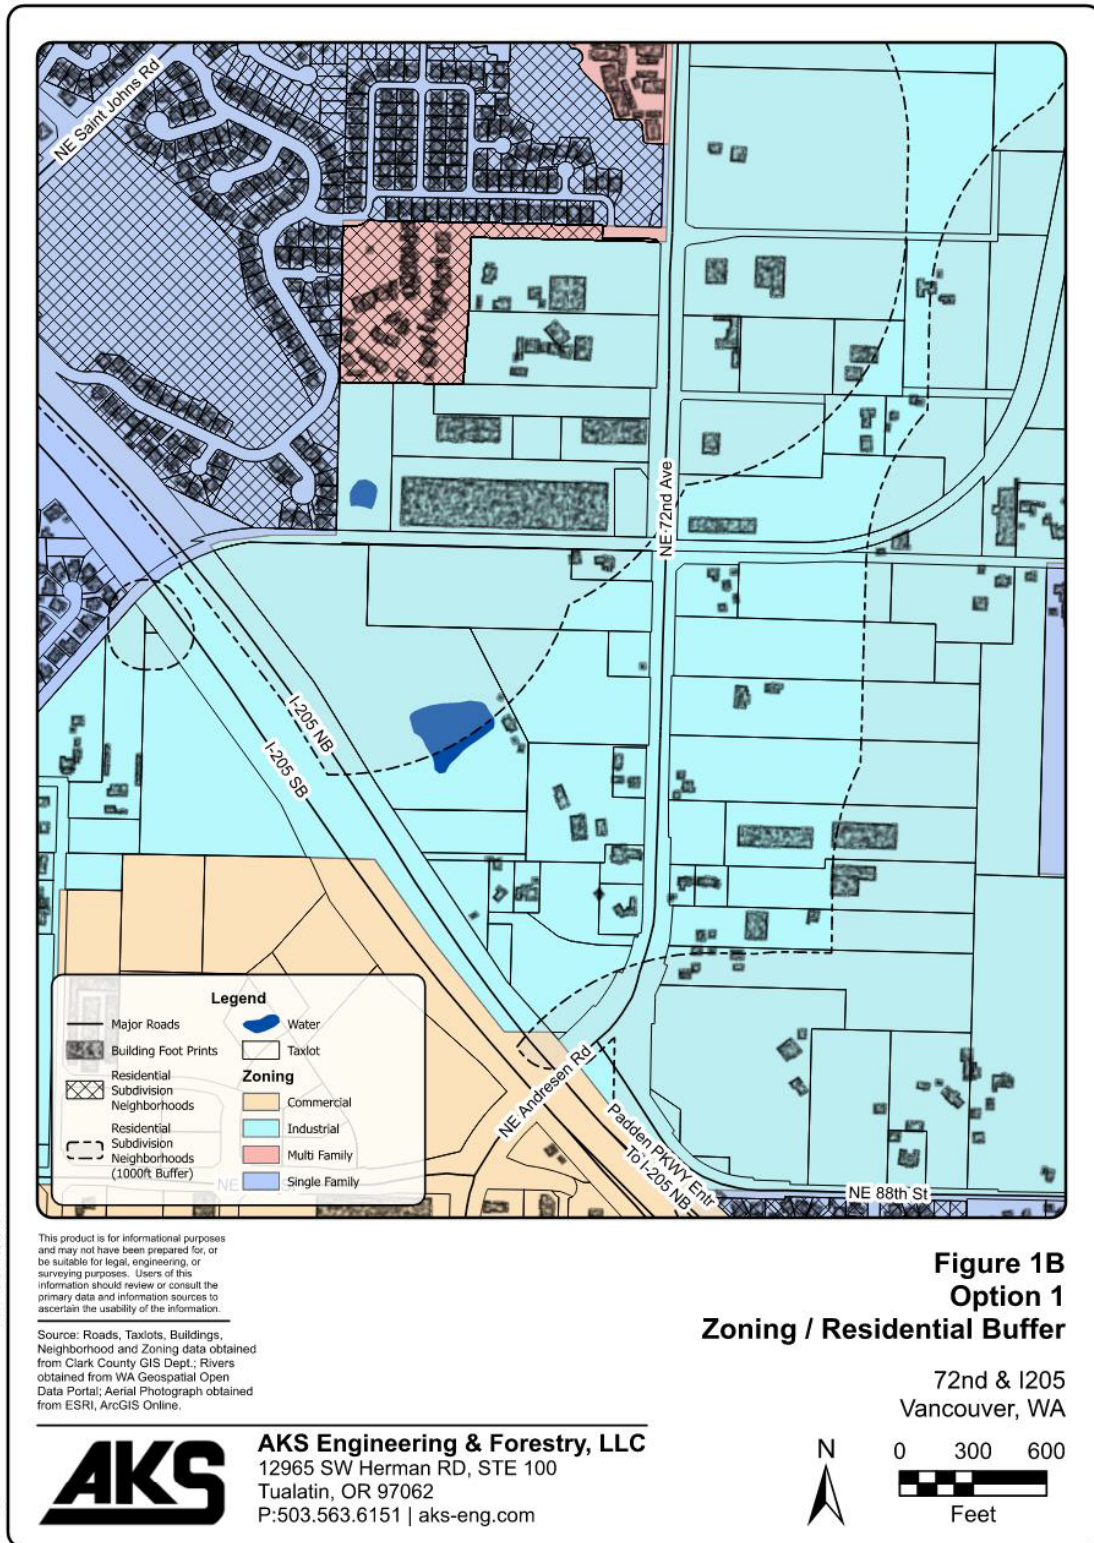 NE Saint Johns Rd
NE 72nd Ave
I-205 NB
I-205 SB
NE Andresen Rd
Padden PKWY Entr
To I-205 NB
NE 88th St
Legend
Major Roads
Building Foot Prints
Residential
Subdivision
Neighborhoods
Residential
Subdivision
Neighborhoods
(1000ft Buffer)
Water
Taxlot
Zoning
Commercial
Industrial
Multi Family
Single Family
This product is for informational purposes
and may not have been prepared for, or
be suitable for legal, engineering, or
surveying purposes. Users of this
information should review or consult the
primary data and information sources to
ascertain the usability of the information.
Source: Roads, Taxlots, Buildings,
Neighborhood and Zoning data obtained
from Clark County GIS Dept.; Rivers
obtained from WA Geospatial Open
Data Portal; Aerial Photograph obtained
from ESRI, ArcGIS Online.
Figure 1B
Option 1
Zoning / Residential Buffer
72nd & I205
Vancouver, WA
AKS
AKS Engineering & Forestry, LLC
12965 SW Herman RD, STE 100
Tualatin, OR 97062
P:503.563.6151 | aks-eng.com
N
0 300 600
Feet